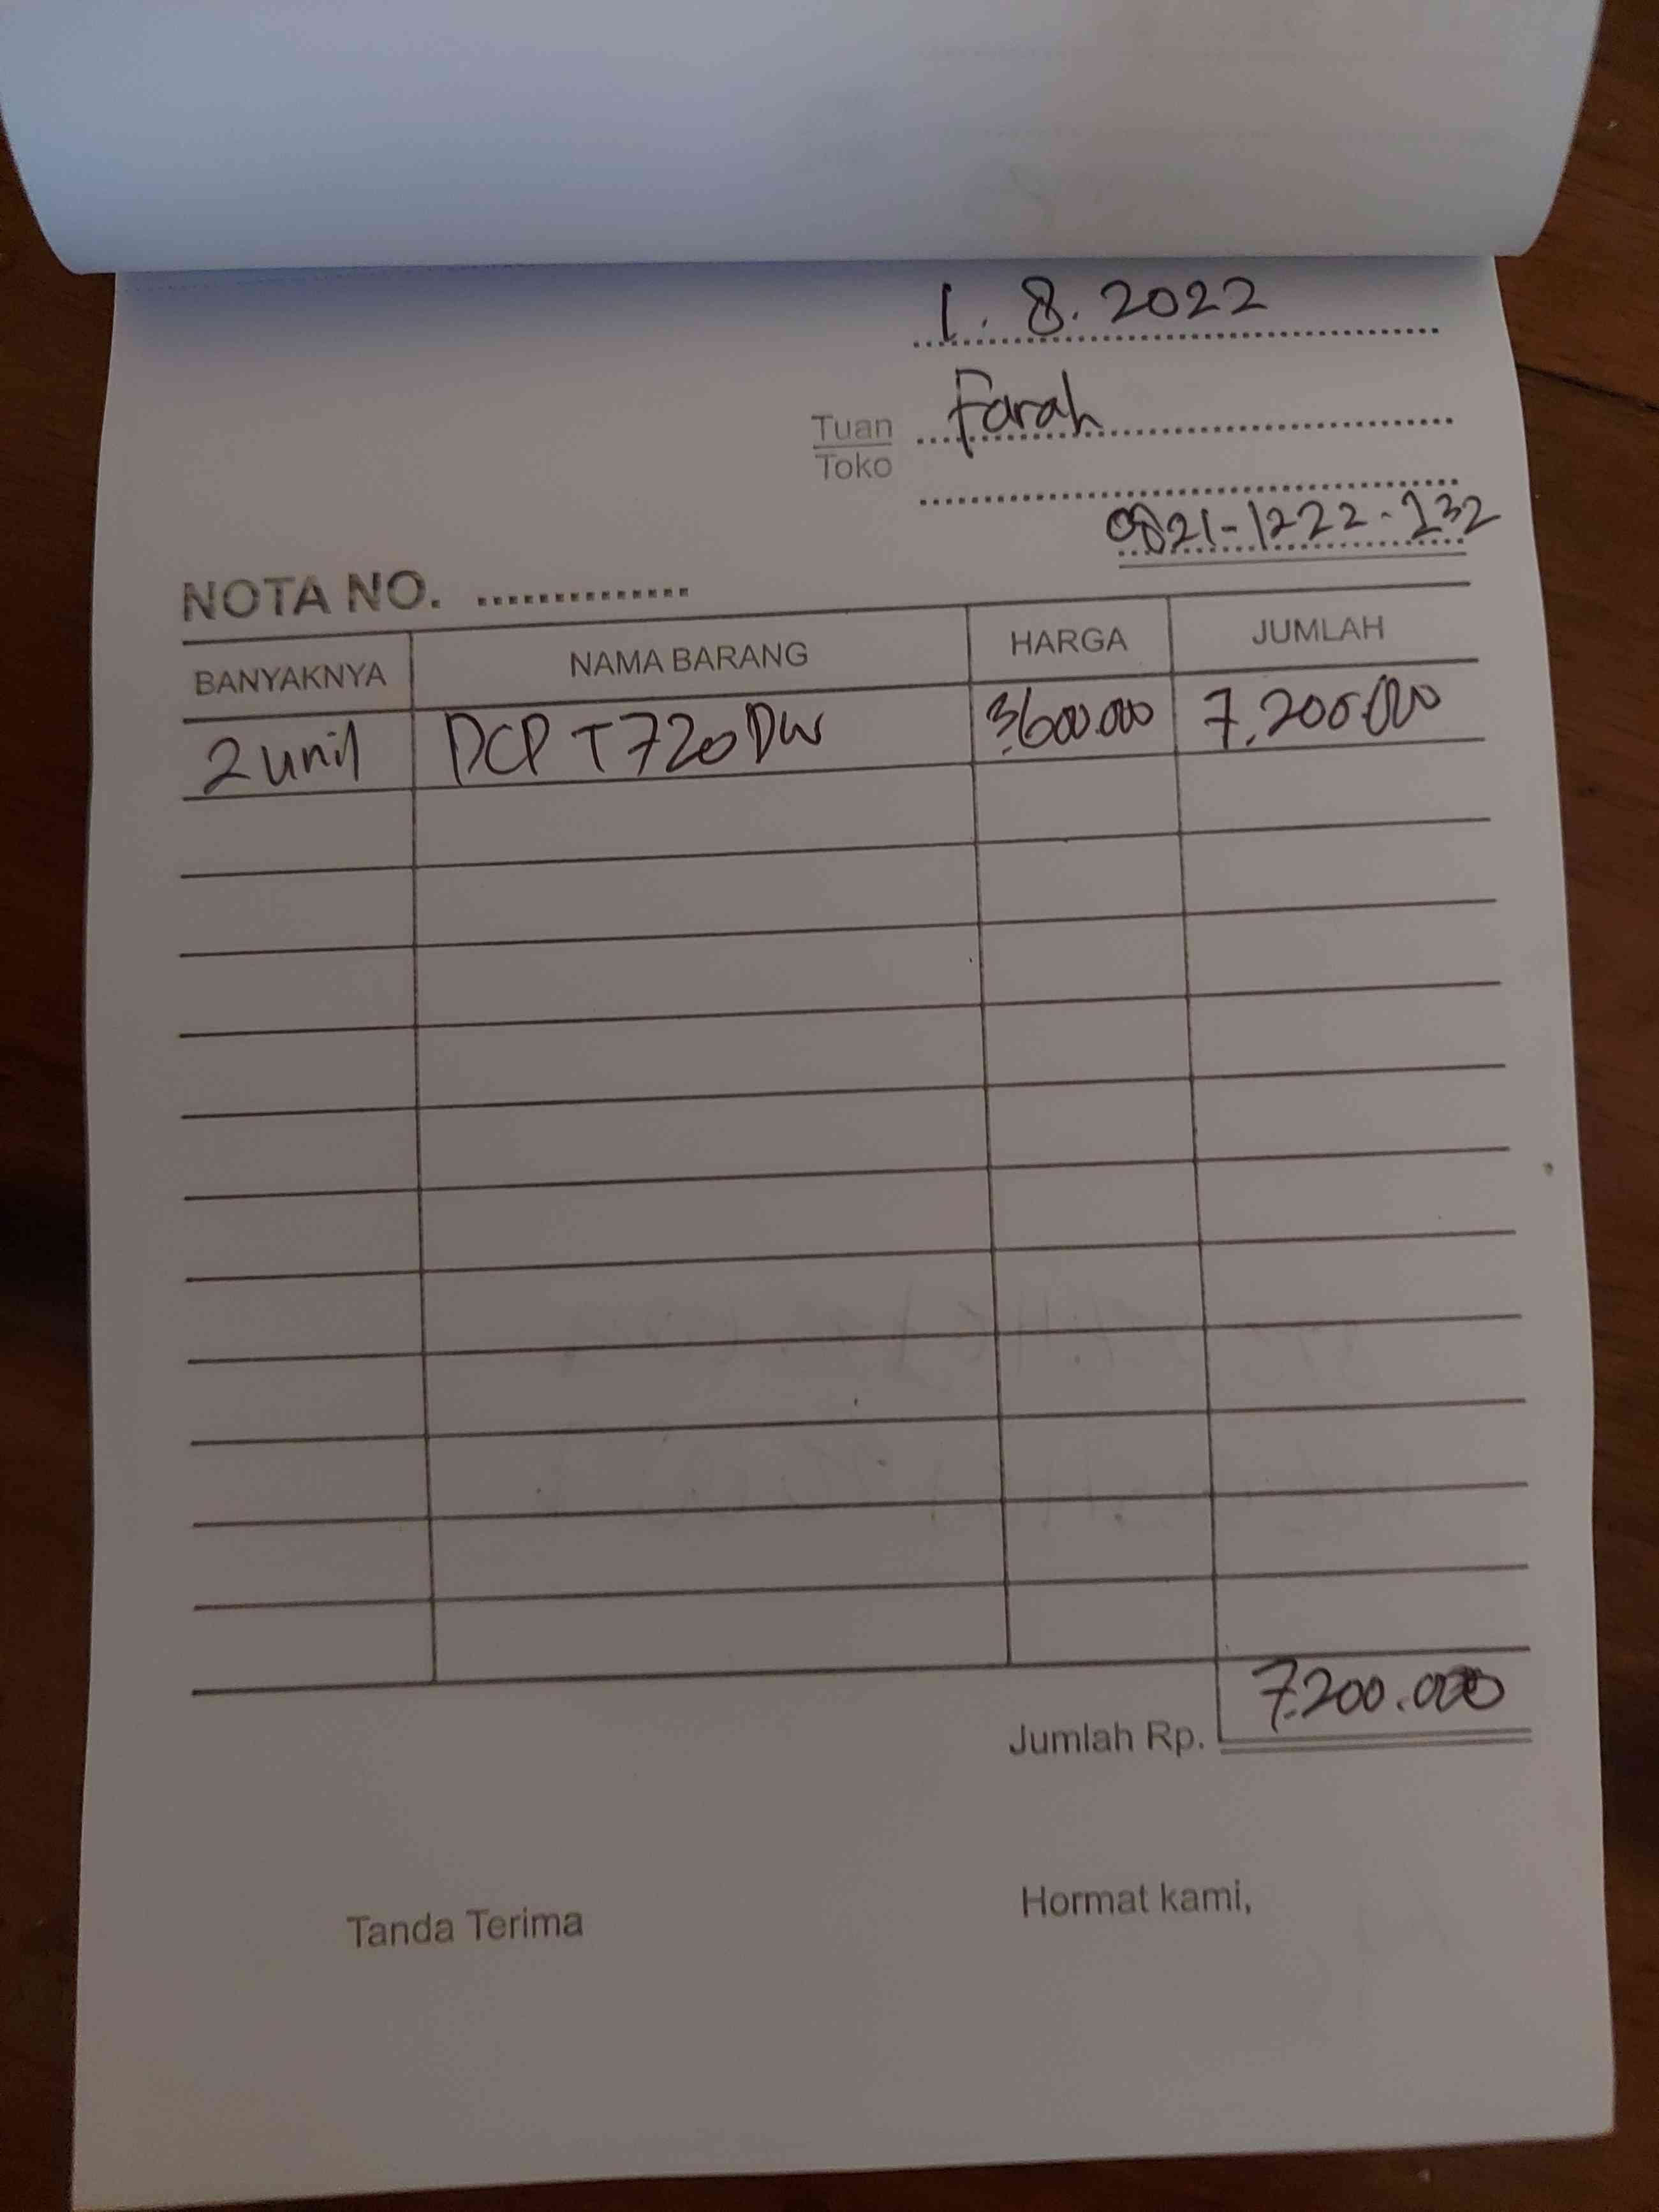 1. 8. 2022
Tuan Farah
Toko
0821-1222-232
NOTA NO. ..............
BANYAKNYA NAMA BARANG HARGA JUMLAH
2 unit DCP T720DW 3.600.000 7.200.000
Jumlah Rp. 7.200.000
Tanda Terima Hormat kami,